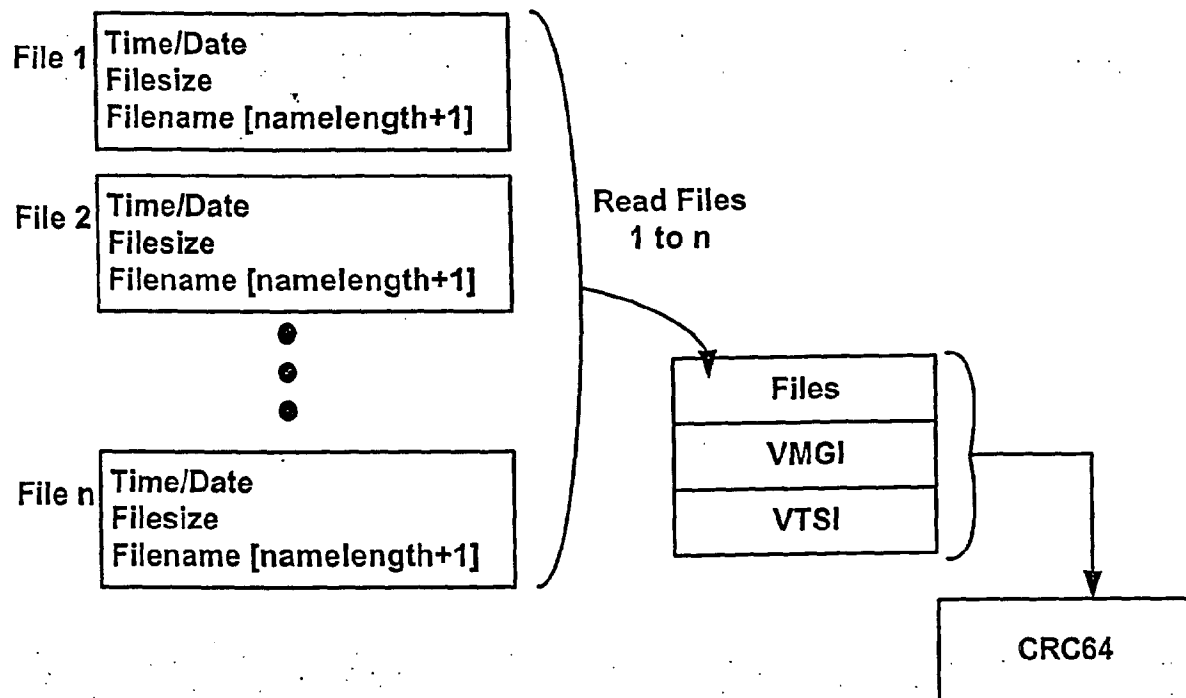 File 1
Time/Date
Filesize
Filename [namelength+1]
File 2
Time/Date
Filesize
Filename [namelength+1]
Read Files
1 to n
File n
Time/Date
Filesize
Filename [namelength+1]
Files
VMGI
VTSI
CRC64